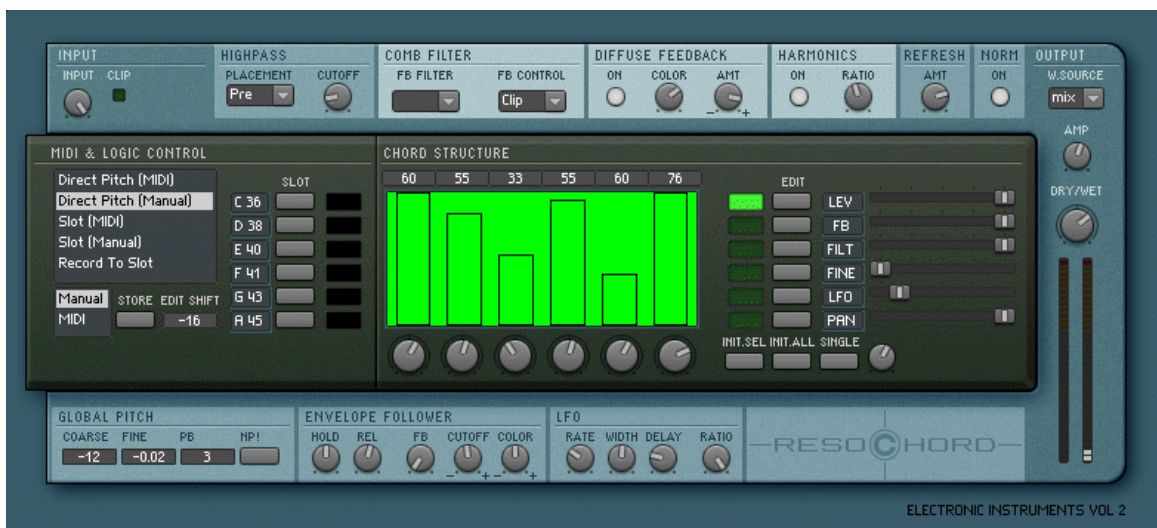 INPUT
INPUT CLIP
HIGHPASS
PLACEMENT CUTOFF
Pre
COMB FILTER
FB FILTER FB CONTROL
Clip
DIFFUSE FEEDBACK
ON COLOR AMT
- +
HARMONICS
ON RATIO
REFRESH
AMT
NORM
ON
OUTPUT
W.SOURCE
mix
AMP
DRY/WET
MIDI & LOGIC CONTROL
Direct Pitch (MIDI)
Direct Pitch (Manual)
Slot (MIDI)
Slot (Manual)
Record To Slot
Manual
MIDI
STORE EDIT SHIFT
-16
SLOT
C 36
D 38
E 40
F 41
G 43
A 45
CHORD STRUCTURE
60 55 33 55 60 76
EDIT
LEV
FB
FILT
FINE
LFO
PAN
INIT.SEL INIT.ALL SINGLE
GLOBAL PITCH
COARSE FINE PB NP!
-12 -0.02 3
ENVELOPE FOLLOWER
HOLD REL FB CUTOFF COLOR
- + - +
LFO
RATE WIDTH DELAY RATIO
RESOCHORD
ELECTRONIC INSTRUMENTS VOL 2